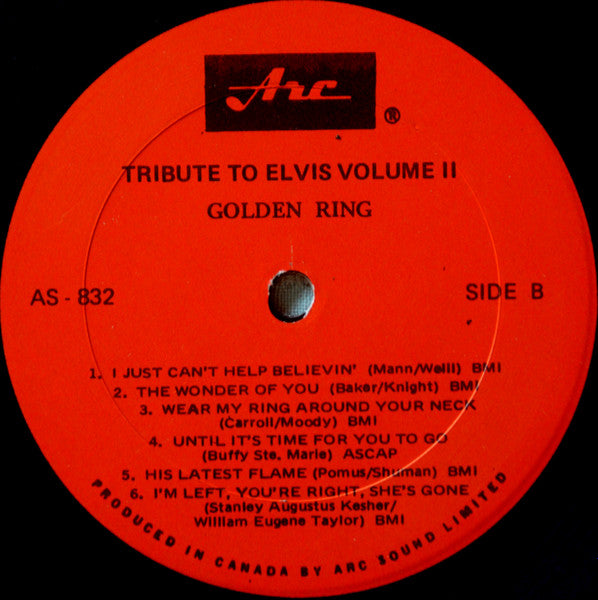 Arc
®
TRIBUTE TO ELVIS VOLUME II
GOLDEN RING
AS - 832
SIDE B
1. I JUST CAN'T HELP BELIEVIN' (Mann/Weill) BMI
2. THE WONDER OF YOU (Baker/Knight) BMI
3. WEAR MY RING AROUND YOUR NECK
(Carroll/Moody) BMI
4. UNTIL IT'S TIME FOR YOU TO GO
(Buffy Ste. Marie) ASCAP
5. HIS LATEST FLAME (Pomus/Shuman) BMI
6. I'M LEFT, YOU'RE RIGHT, SHE'S GONE
(Stanley Augustus Kesher/
William Eugene Taylor) BMI
PRODUCED IN CANADA BY ARC SOUND LIMITED